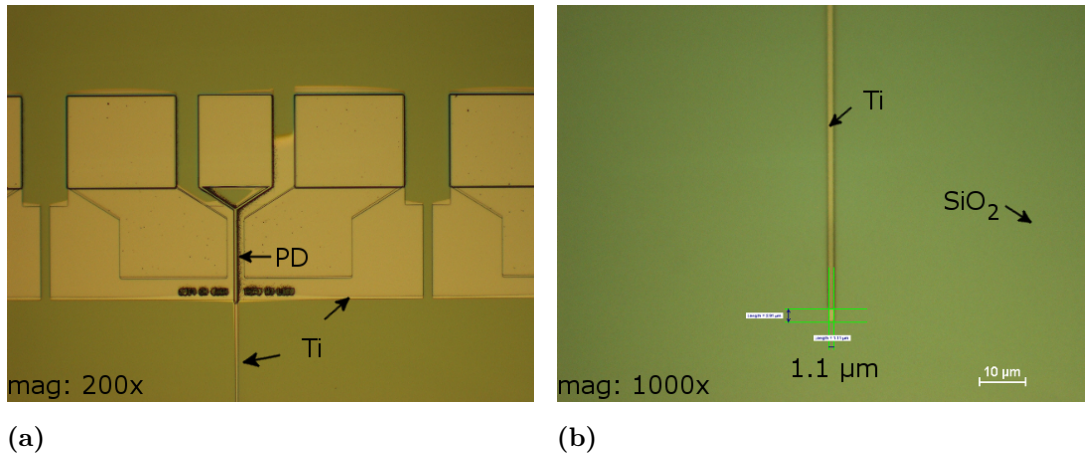 PD
Ti
mag: 200x
(a)
Ti
SiO2
1.1 µm
10 µm
mag: 1000x
(b)